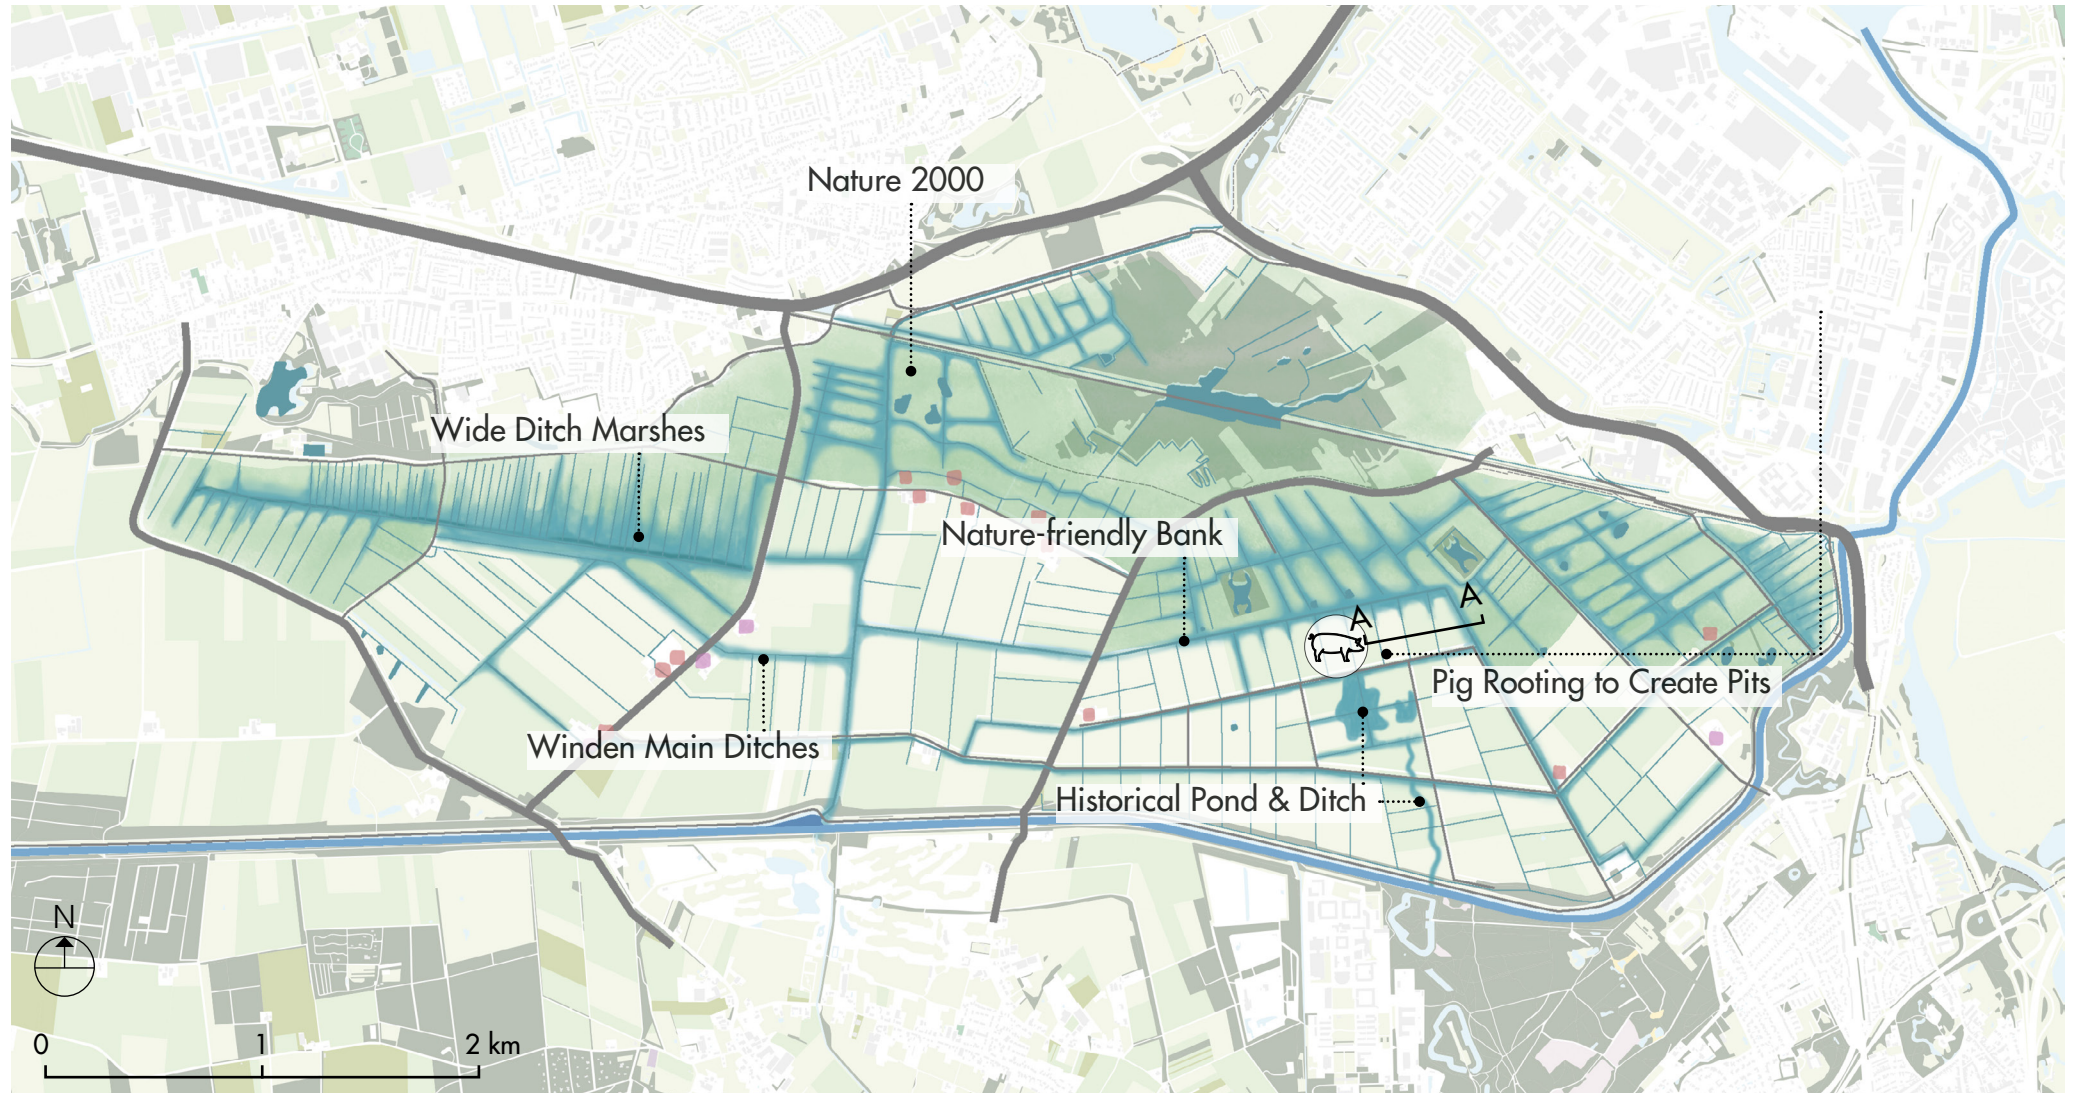 Nature 2000
Wide Ditch Marshes
Nature-friendly Bank
A
A
Pig Rooting to Create Pits
Winden Main Ditches
Historical Pond & Ditch
N
0 1 2 km